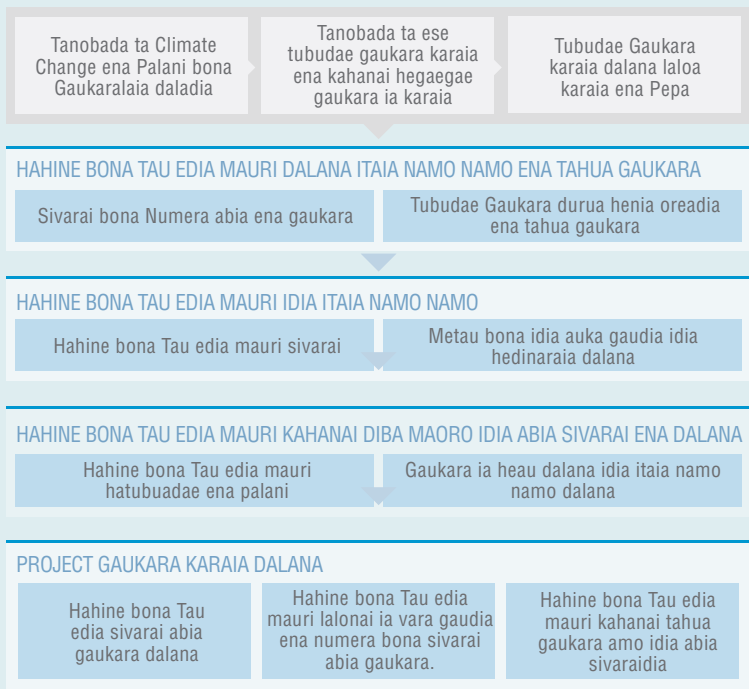 Tanobada ta Climate
Change ena Palani bona
Gaukaralaia daladia
Tanobada ta ese
tubudae gaukara karaia
ena kahanai hegaegae
gaukara ia karaia
Tubudae Gaukara
karaia dalana laloa
karaia ena Pepa
HAHINE BONA TAU EDIA MAURI DALANA ITAIA NAMO NAMO ENA TAHUA GAUKARA
Sivarai bona Numera abia ena gaukara
Tubudae Gaukara durua henia oreadia
ena tahua gaukara
HAHINE BONA TAU EDIA MAURI IDIA ITAIA NAMO NAMO
Hahine bona Tau edia mauri sivarai
Metau bona idia auka gaudia idia
hedinaraia dalana
HAHINE BONA TAU EDIA MAURI KAHANAI DIBA MAORO IDIA ABIA SIVARAI ENA DALANA
Hahine bona Tau edia mauri
hatubuadae ena palani
Gaukara ia heau dalana idia itaia namo
namo dalana
PROJECT GAUKARA KARAIA DALANA
Hahine bona Tau
edia sivarai abia
gaukara dalana
Hahine bona Tau edia
mauri lalonai ia vara gaudia
ena numera bona sivarai
abia gaukara.
Hahine bona Tau edia
mauri kahanai tahua
gaukara amo idia abia
sivaraidia